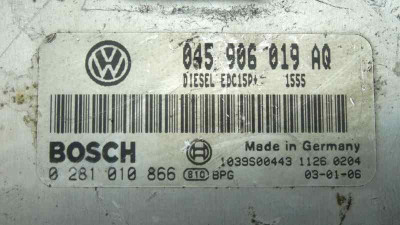 045 906 019 AQ
DIESEL EDC15P+ 1555
BOSCH
Made in Germany
1039S00443 1126 0204
0 281 010 866 810 BPG 03-01-06